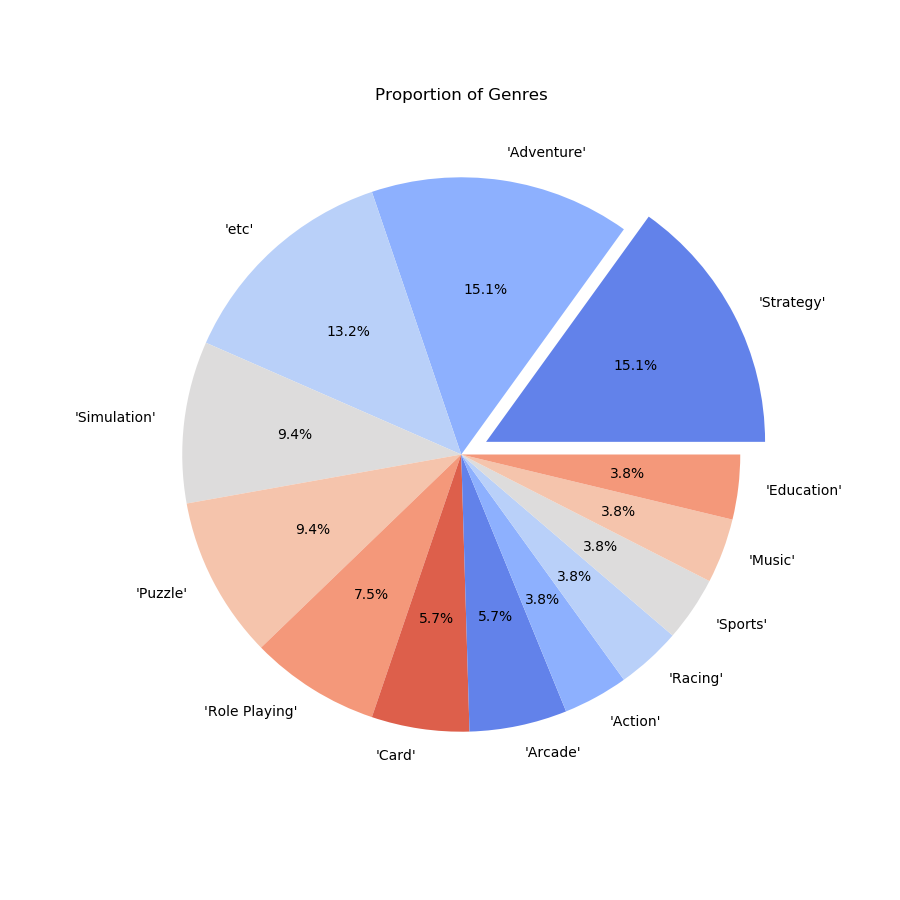 Proportion of Genres
'Adventure'
'etc'
'Strategy'
15.1%
13.2%
15.1%
'Simulation'
9.4%
3.8%
'Education'
3.8%
9.4%
3.8%
'Music'
3.8%
'Puzzle'
7.5%
3.8%
5.7%
5.7%
'Sports'
'Racing'
'Role Playing'
'Action'
'Card'
'Arcade'